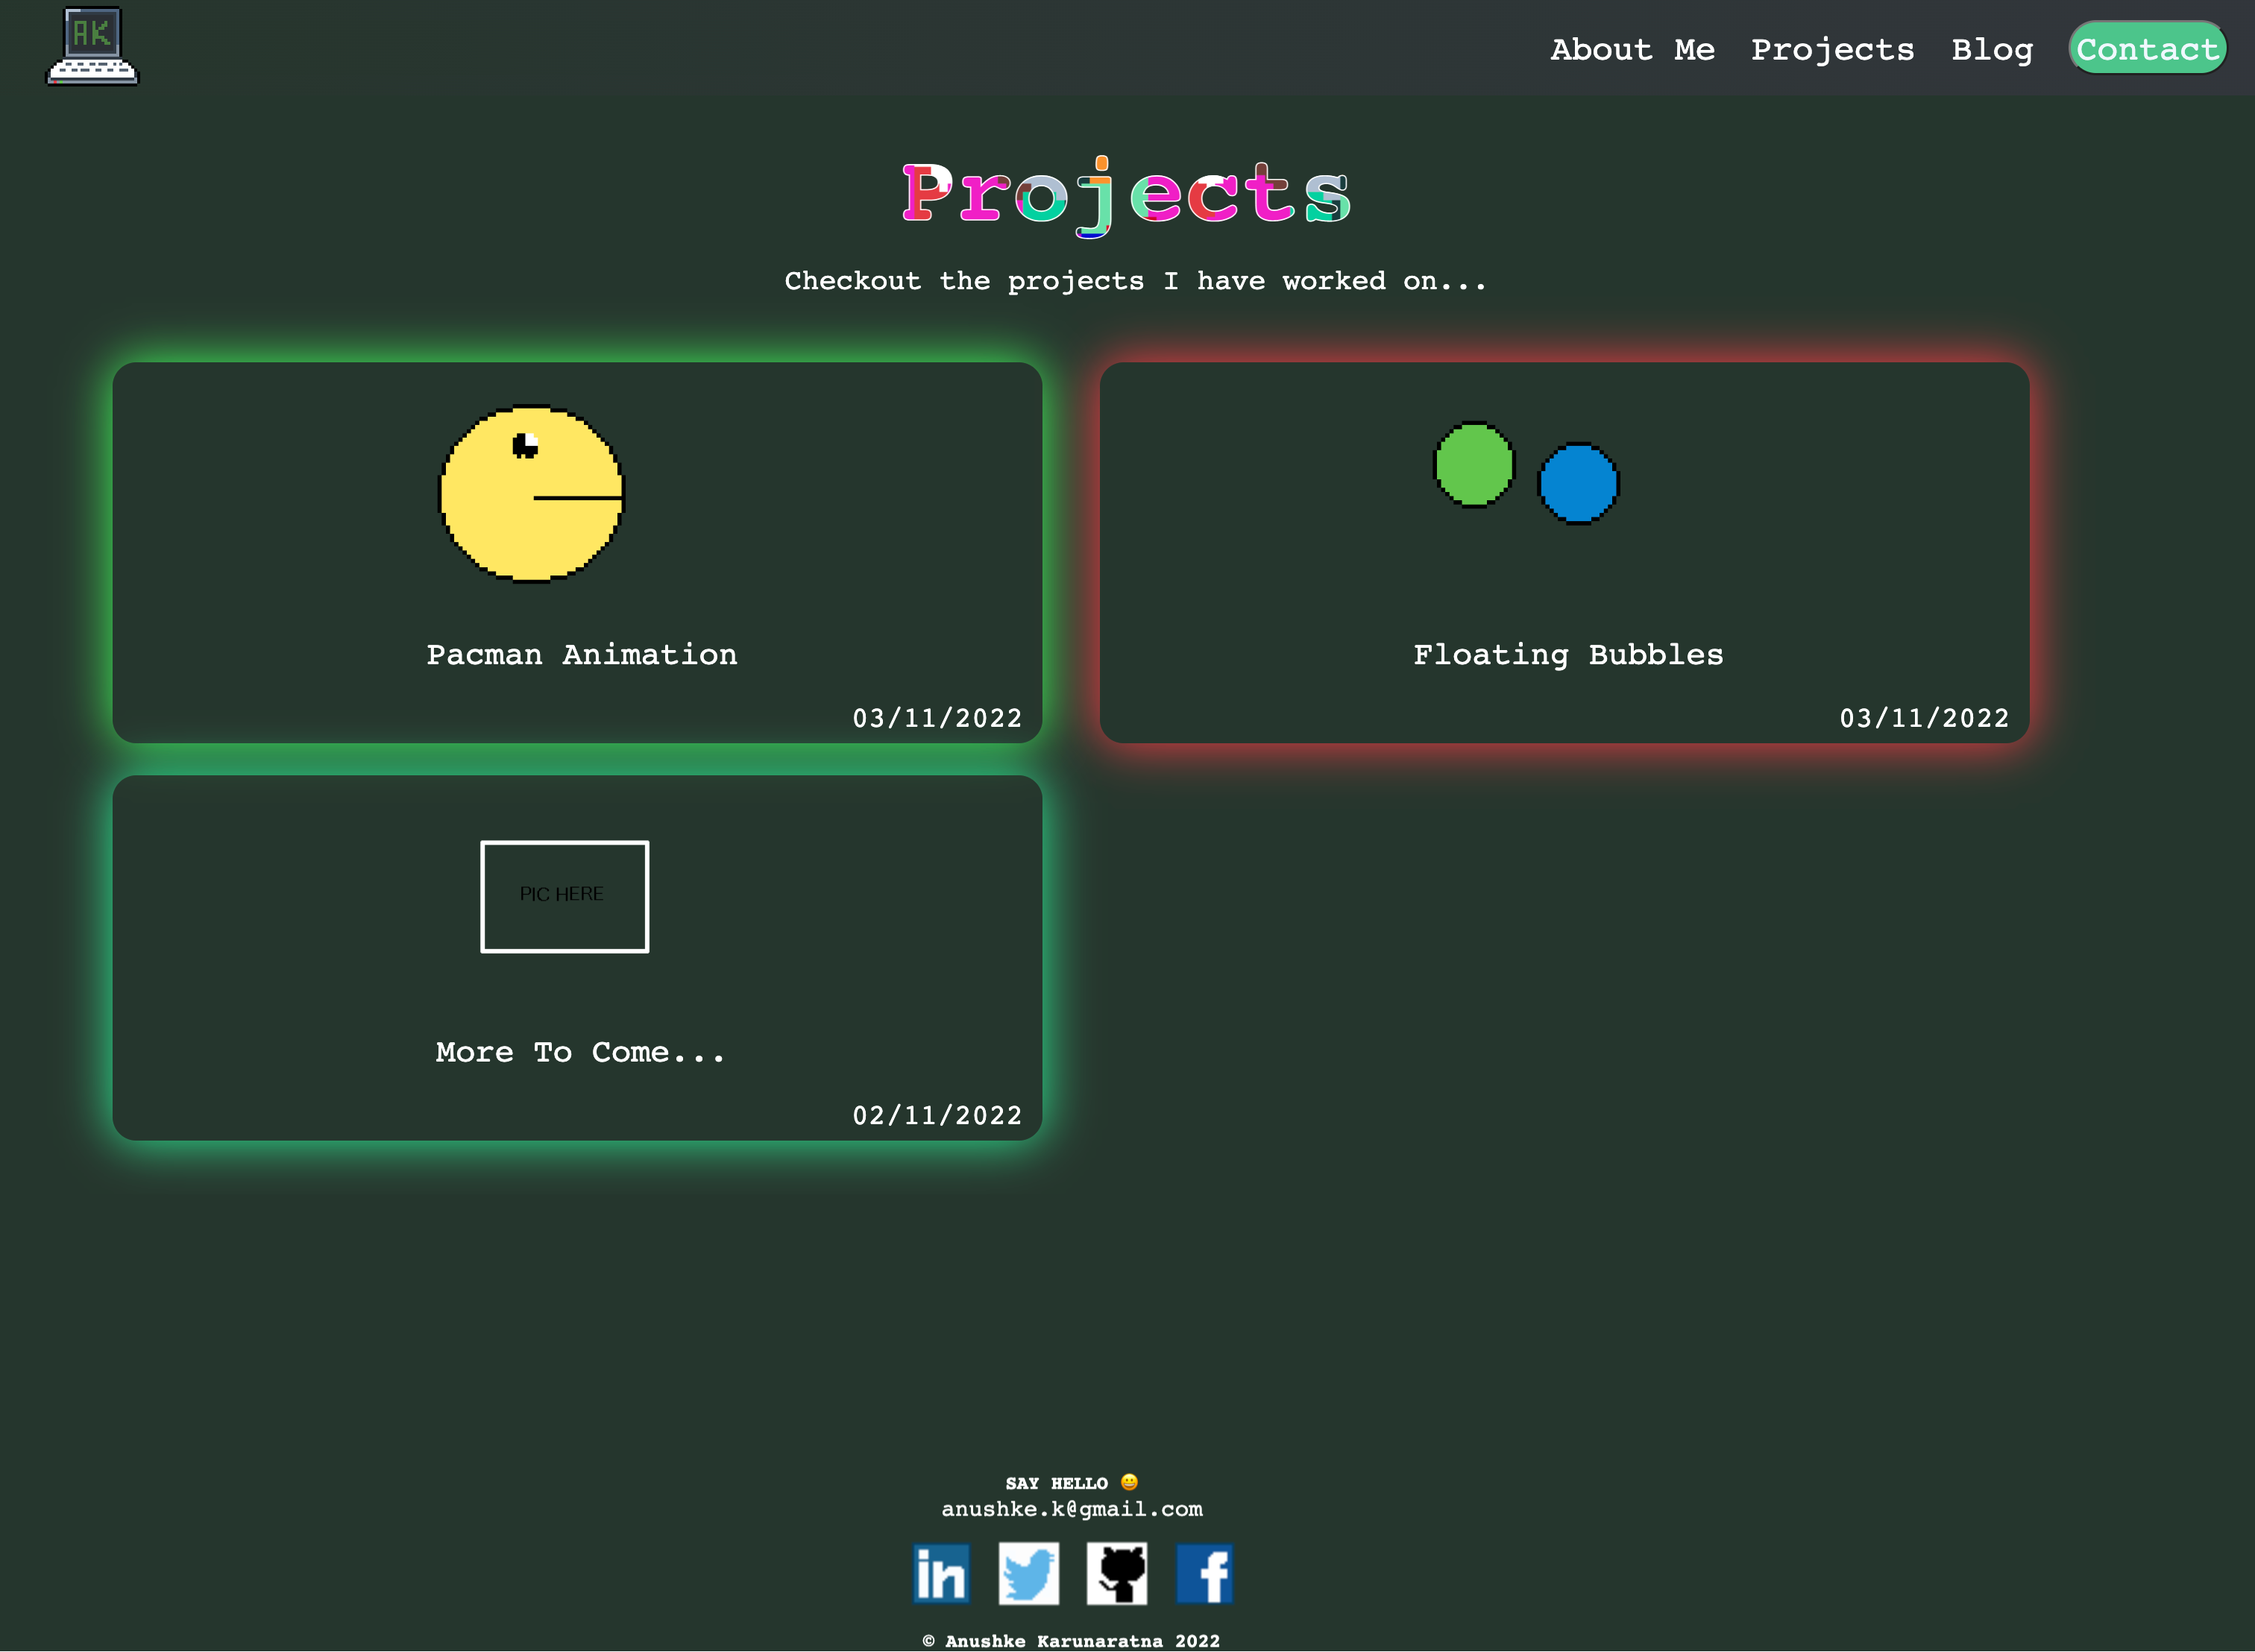 AK
About Me Projects Blog Contact
Projects
Checkout the projects I have worked on...
Pacman Animation
03/11/2022
Floating Bubbles
03/11/2022
PIC HERE
More To Come...
02/11/2022
SAY HELLO 😀
anushke.k@gmail.com
in f
© Anushke Karunaratna 2022